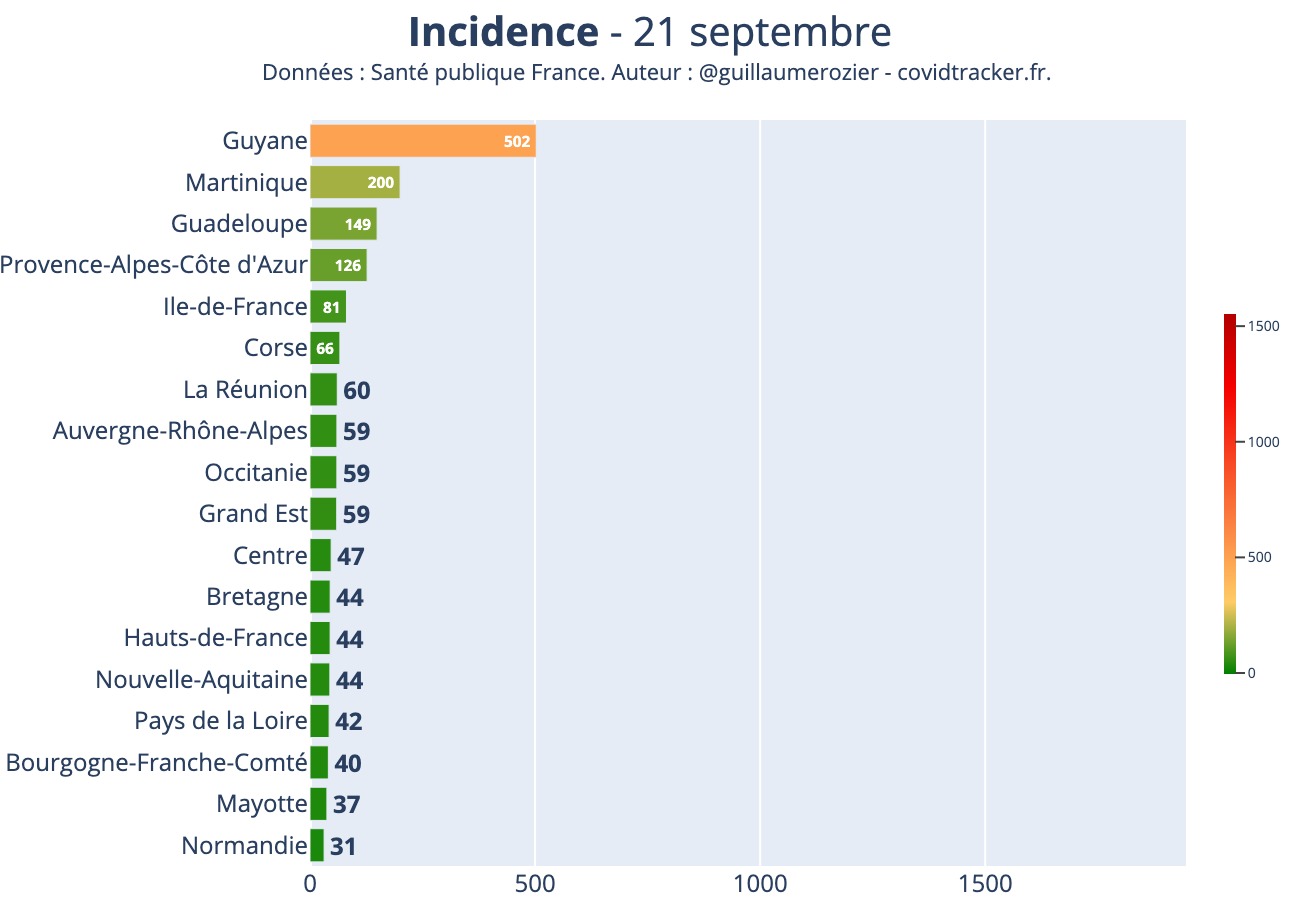 Incidence - 21 septembre
Données : Santé publique France. Auteur : @guillaumerozier - covidtracker.fr.
Guyane 502
Martinique 200
Guadeloupe 149
Provence-Alpes-Côte d'Azur 126
Ile-de-France 81
Corse 66
La Réunion 60
Auvergne-Rhône-Alpes 59
Occitanie 59
Grand Est 59
Centre 47
Bretagne 44
Hauts-de-France 44
Nouvelle-Aquitaine 44
Pays de la Loire 42
Bourgogne-Franche-Comté 40
Mayotte 37
Normandie 31
0 500 1000 1500
1500
1000
500
0